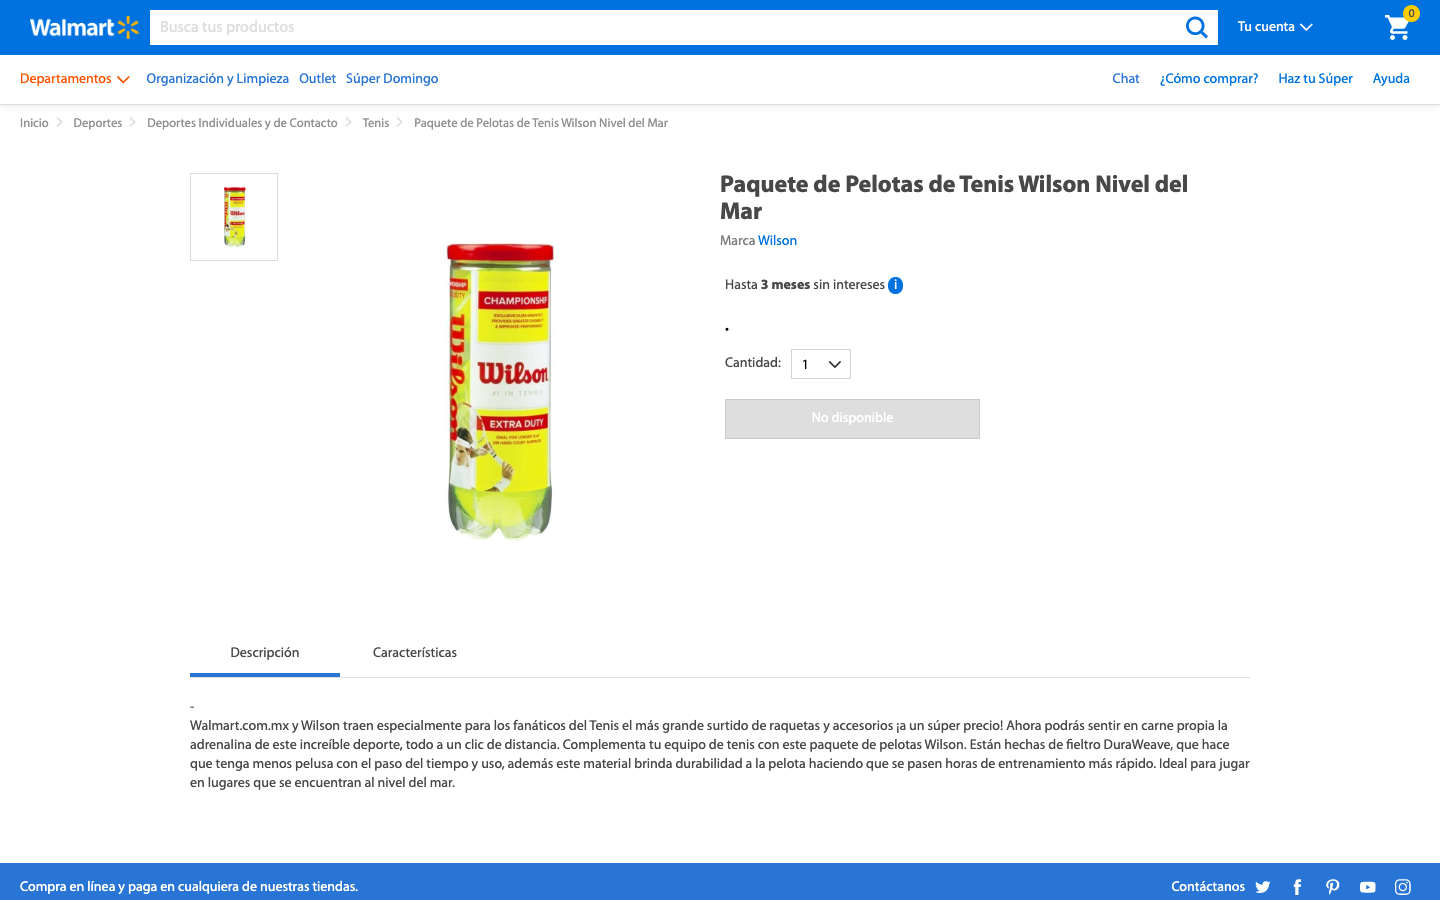 Walmart
Busca tus productos
Tu cuenta
0
Departamentos
Organización y Limpieza
Outlet
Súper Domingo
Chat
¿Cómo comprar?
Haz tu Súper
Ayuda
Inicio
Deportes
Deportes Individuales y de Contacto
Tenis
Paquete de Pelotas de Tenis Wilson Nivel del Mar
Paquete de Pelotas de Tenis Wilson Nivel del
Mar
Marca Wilson
Hasta 3 meses sin intereses i
.
Cantidad: 1
No disponible
CHAMPIONSHIP
Wilson
EXTRA DUTY
Wilson
Descripción
Características
-
Walmart.com.mx y Wilson traen especialmente para los fanáticos del Tenis el más grande surtido de raquetas y accesorios ¡a un súper precio! Ahora podrás sentir en carne propia la
adrenalina de este increíble deporte, todo a un clic de distancia. Complementa tu equipo de tenis con este paquete de pelotas Wilson. Están hechas de fieltro DuraWeave, que hace
que tenga menos pelusa con el paso del tiempo y uso, además este material brinda durabilidad a la pelota haciendo que se pasen horas de entrenamiento más rápido. Ideal para jugar
en lugares que se encuentran al nivel del mar.
Compra en línea y paga en cualquiera de nuestras tiendas.
Contáctanos